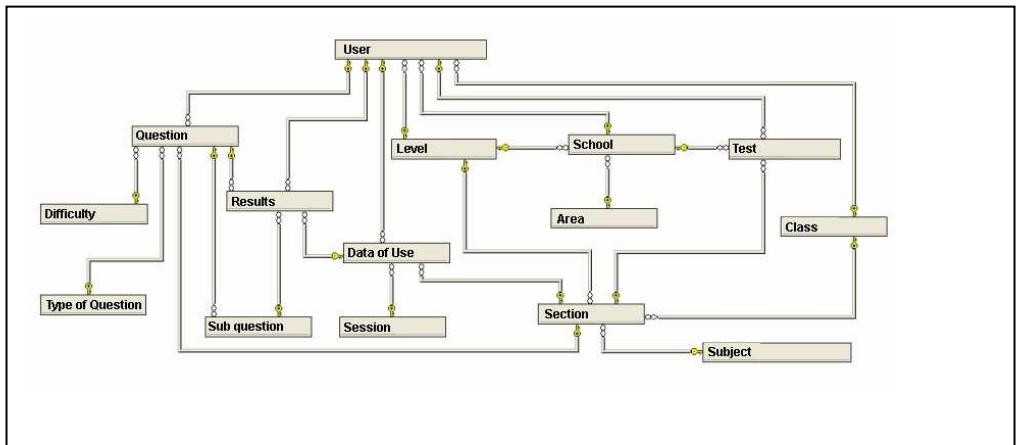 User
Question
Level
School
Test
Results
Difficulty
Area
Class
Data of Use
Type of Question
Section
Sub question
Session
Subject